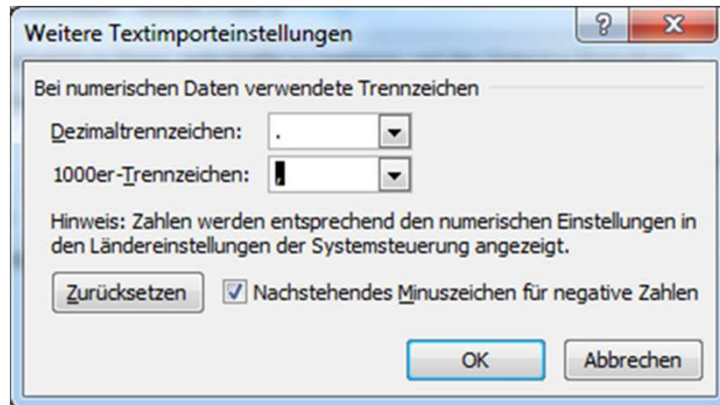 Weitere Textimporteinstellungen
Bei numerischen Daten verwendete Trennzeichen
Dezimaltrennzeichen: .
1000er-Trennzeichen: ,
Hinweis: Zahlen werden entsprechend den numerischen Einstellungen in
den Ländereinstellungen der Systemsteuerung angezeigt.
Zurücksetzen Nachstehendes Minuszeichen für negative Zahlen
OK Abbrechen